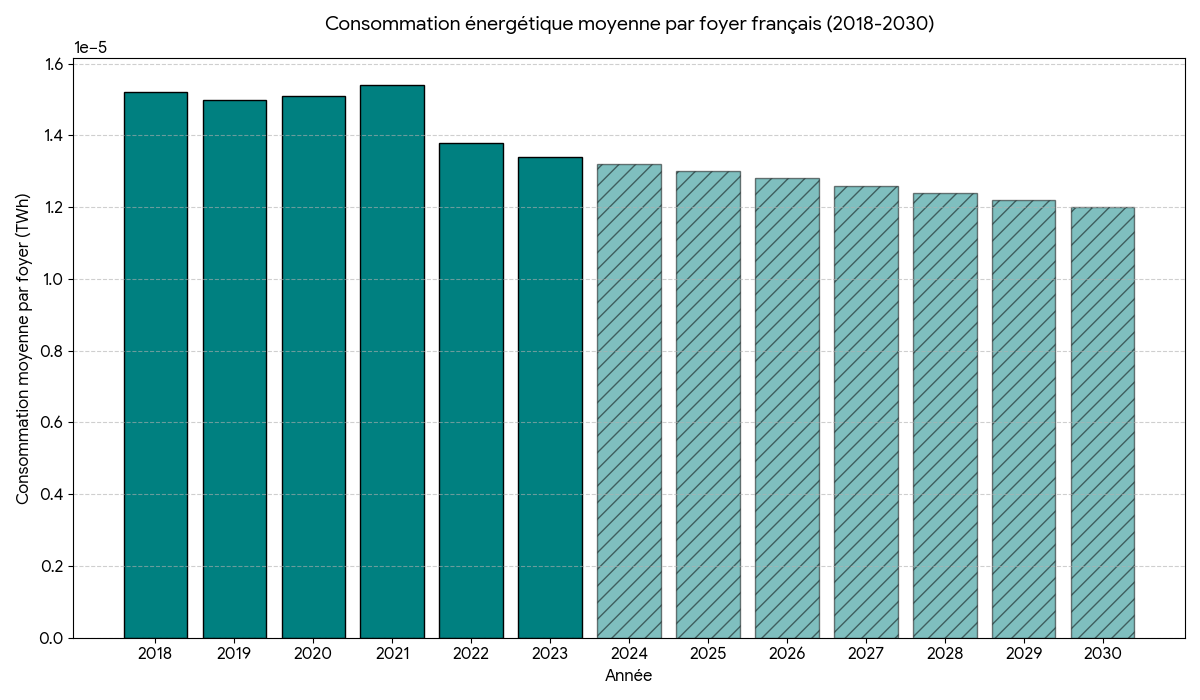 Consommation énergétique moyenne par foyer français (2018-2030)
1e−5
1.6
1.4
1.2
1.0
0.8
0.6
0.4
0.2
0.0
Consommation moyenne par foyer (TWh)
2018 2019 2020 2021 2022 2023 2024 2025 2026 2027 2028 2029 2030
Année